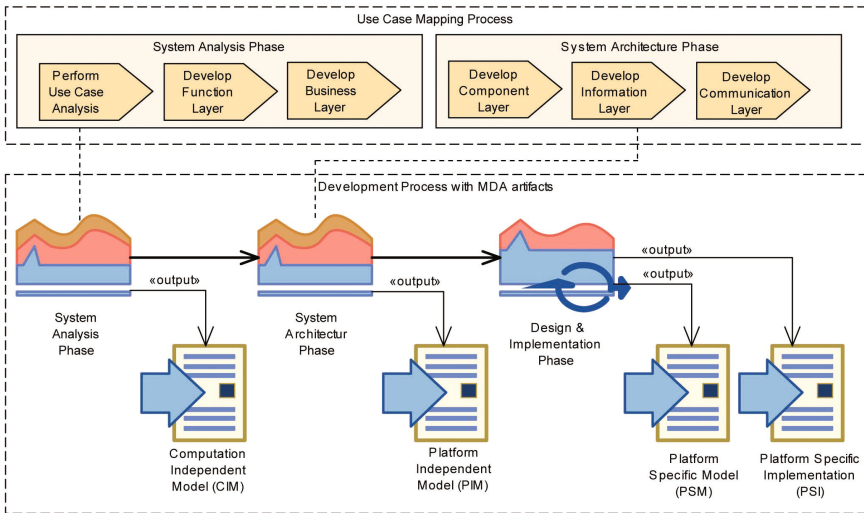 Use Case Mapping Process
System Analysis Phase
System Architecture Phase
Perform
Use Case
Analysis
Develop
Function
Layer
Develop
Business
Layer
Develop
Component
Layer
Develop
Information
Layer
Develop
Communication
Layer
Development Process with MDA artifacts
«output»
«output»
«output»
«output»
System
Analysis
Phase
System
Architectur
Phase
Design &
Implementation
Phase
Computation
Independent
Model (CIM)
Platform
Independent
Model (PIM)
Platform
Specific Model
(PSM)
Platform Specific
Implementation
(PSI)